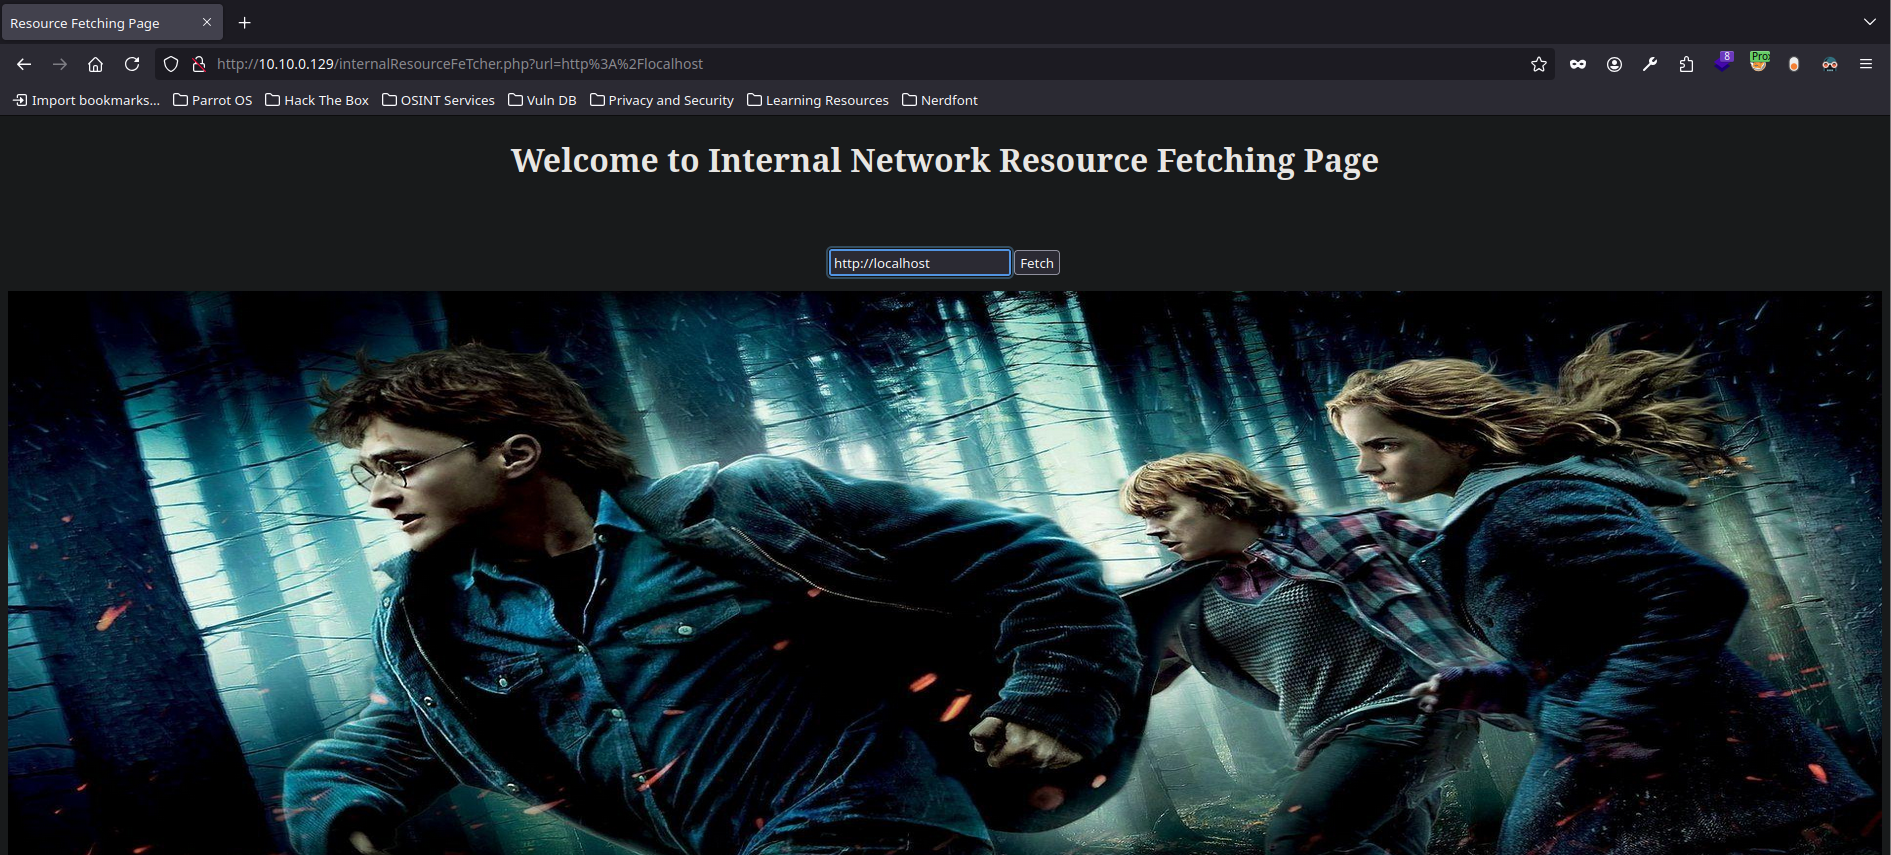 Resource Fetching Page
http://10.10.0.129/internalResourceFeTcher.php?url=http%3A%2Flocalhost
8
Pro
Import bookmarks... Parrot OS Hack The Box OSINT Services Vuln DB Privacy and Security Learning Resources Nerdfont
Welcome to Internal Network Resource Fetching Page
http://localhost Fetch